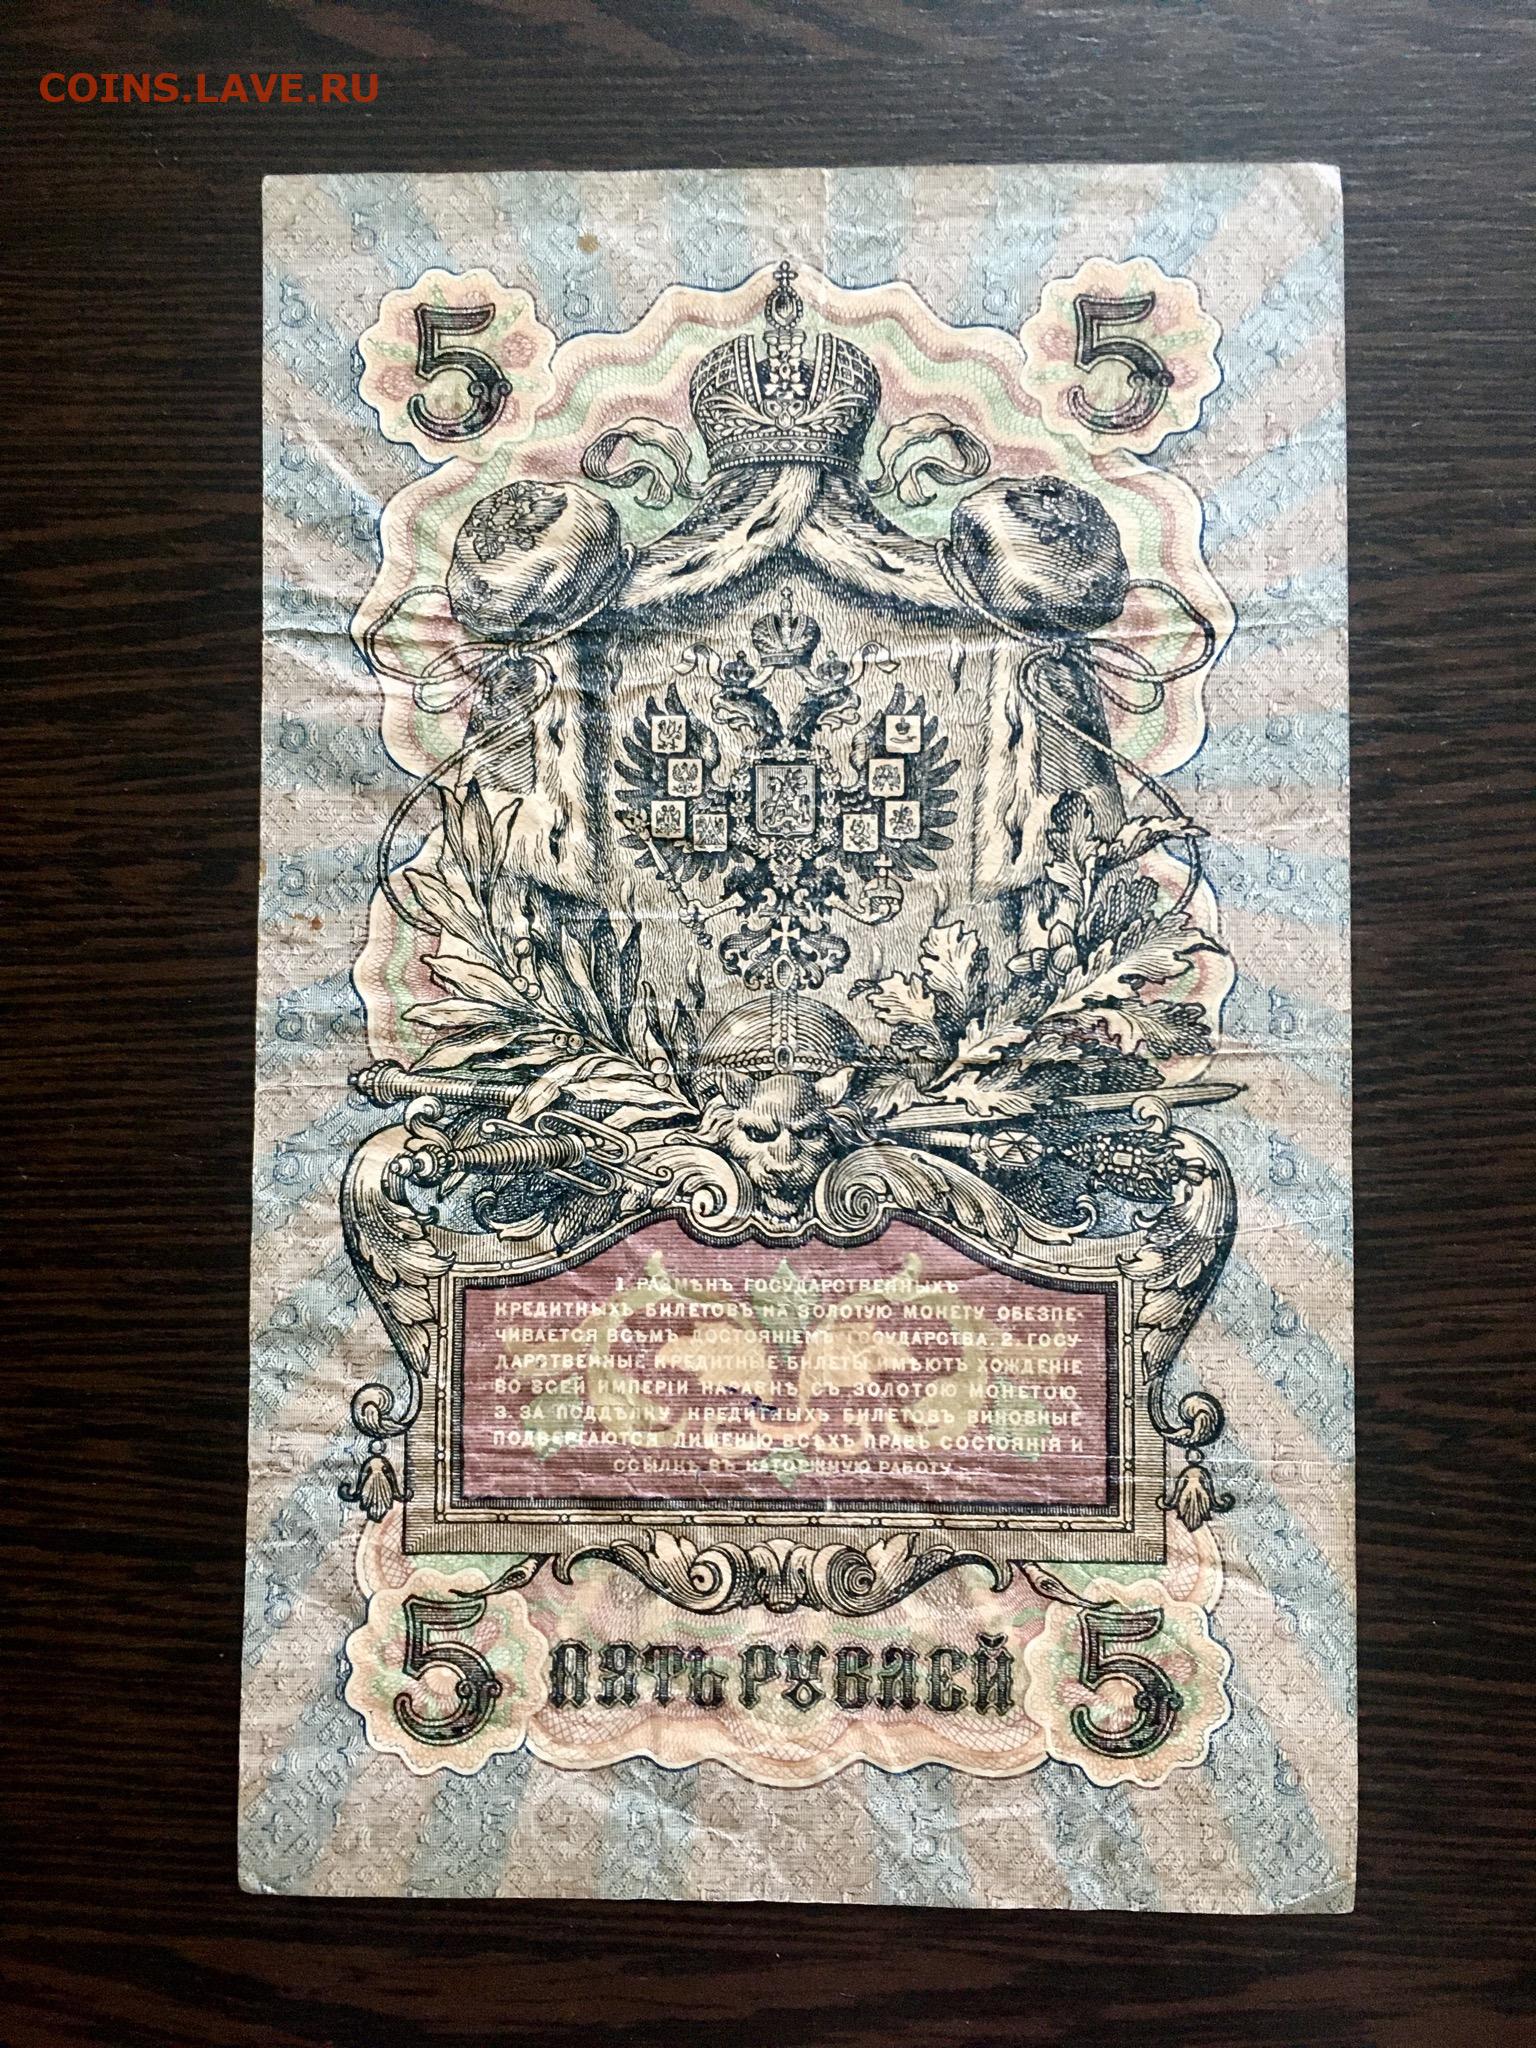 COINS.LAVE.RU
5 5
1. РАЗМѢНЪ ГОСУДАРСТВЕННЫХЪ
КРЕДИТНЫХЪ БИЛЕТОВЪ НА ЗОЛОТУЮ МОНЕТУ ОБЕЗПЕ-
ЧИВАЕТСЯ ВСѢМЪ ДОСТОЯНІЕМЪ ГОСУДАРСТВА. 2. ГОСУ-
ДАРСТВЕННЫЕ КРЕДИТНЫЕ БИЛЕТЫ ИМѢЮТЪ ХОЖДЕНІЕ
ВО ВСЕЙ ИМПЕРІИ НАРАВНѢ СЪ ЗОЛОТОЮ МОНЕТОЮ.
3. ЗА ПОДДѢЛКУ КРЕДИТНЫХЪ БИЛЕТОВЪ ВИНОВНЫЕ
ПОДВЕРГАЮТСЯ ЛИШЕНІЮ ВСѢХЪ ПРАВЪ СОСТОЯНІЯ И
ССЫЛКѢ ВЪ КАТОРЖНУЮ РАБОТУ.
5 ПЯТЬ РУБЛЕЙ 5